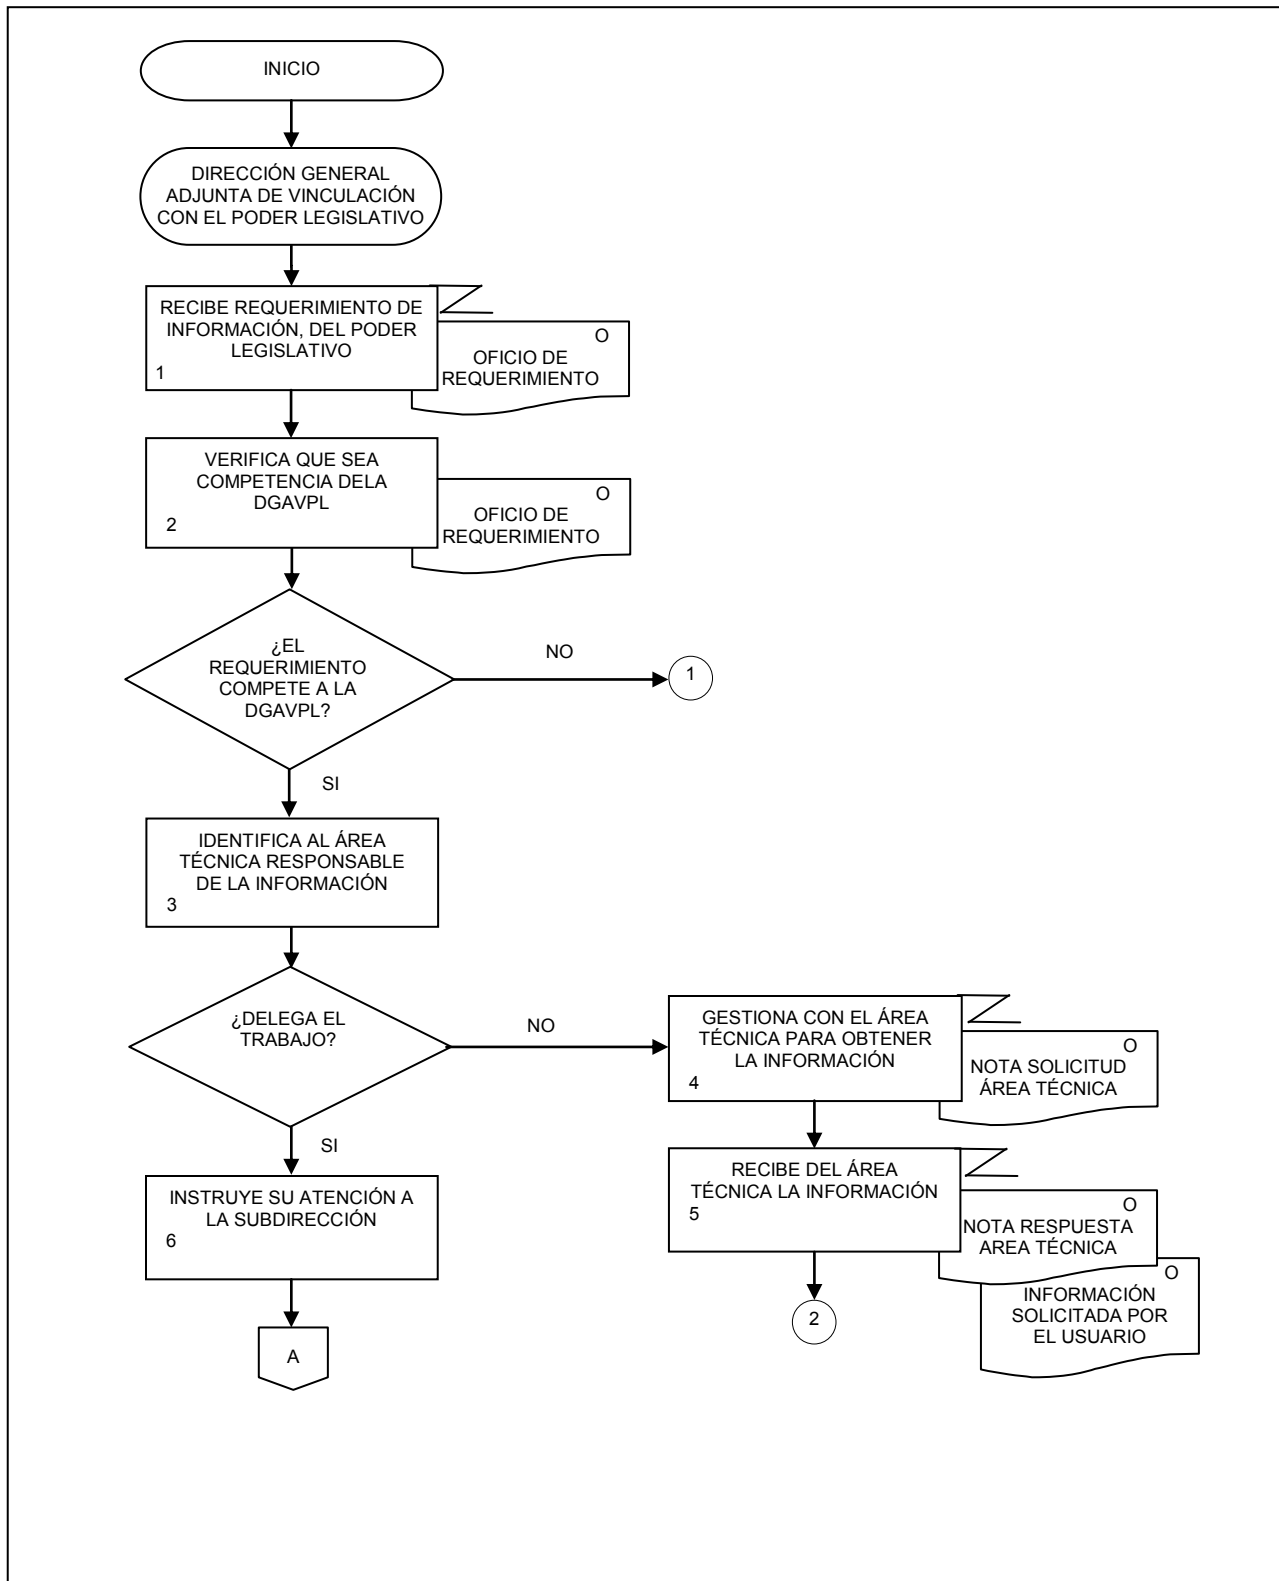 INICIO
DIRECCIÓN GENERAL
ADJUNTA DE VINCULACIÓN
CON EL PODER LEGISLATIVO
RECIBE REQUERIMIENTO DE
INFORMACIÓN, DEL PODER
LEGISLATIVO
1
O
OFICIO DE
REQUERIMIENTO
VERIFICA QUE SEA
COMPETENCIA DELA
DGAVPL
2
O
OFICIO DE
REQUERIMIENTO
¿EL
REQUERIMIENTO
COMPETE A LA
DGAVPL?
NO
1
SI
IDENTIFICA AL ÁREA
TÉCNICA RESPONSABLE
DE LA INFORMACIÓN
3
¿DELEGA EL
TRABAJO?
NO
GESTIONA CON EL ÁREA
TÉCNICA PARA OBTENER
LA INFORMACIÓN
4
O
NOTA SOLICITUD
ÁREA TÉCNICA
RECIBE DEL ÁREA
TÉCNICA LA INFORMACIÓN
5
O
NOTA RESPUESTA
AREA TÉCNICA
O
INFORMACIÓN
SOLICITADA POR
EL USUARIO
2
SI
INSTRUYE SU ATENCIÓN A
LA SUBDIRECCIÓN
6
A